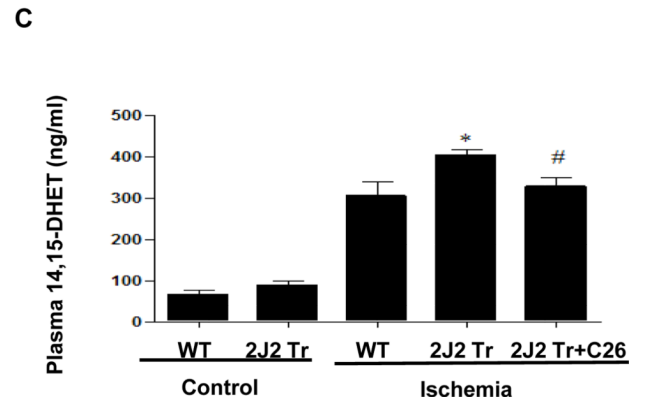 C
Plasma 14,15-DHET (ng/ml)
500
400
300
200
100
0
*
#
WT 2J2 Tr WT 2J2 Tr 2J2 Tr+C26
Control Ischemia